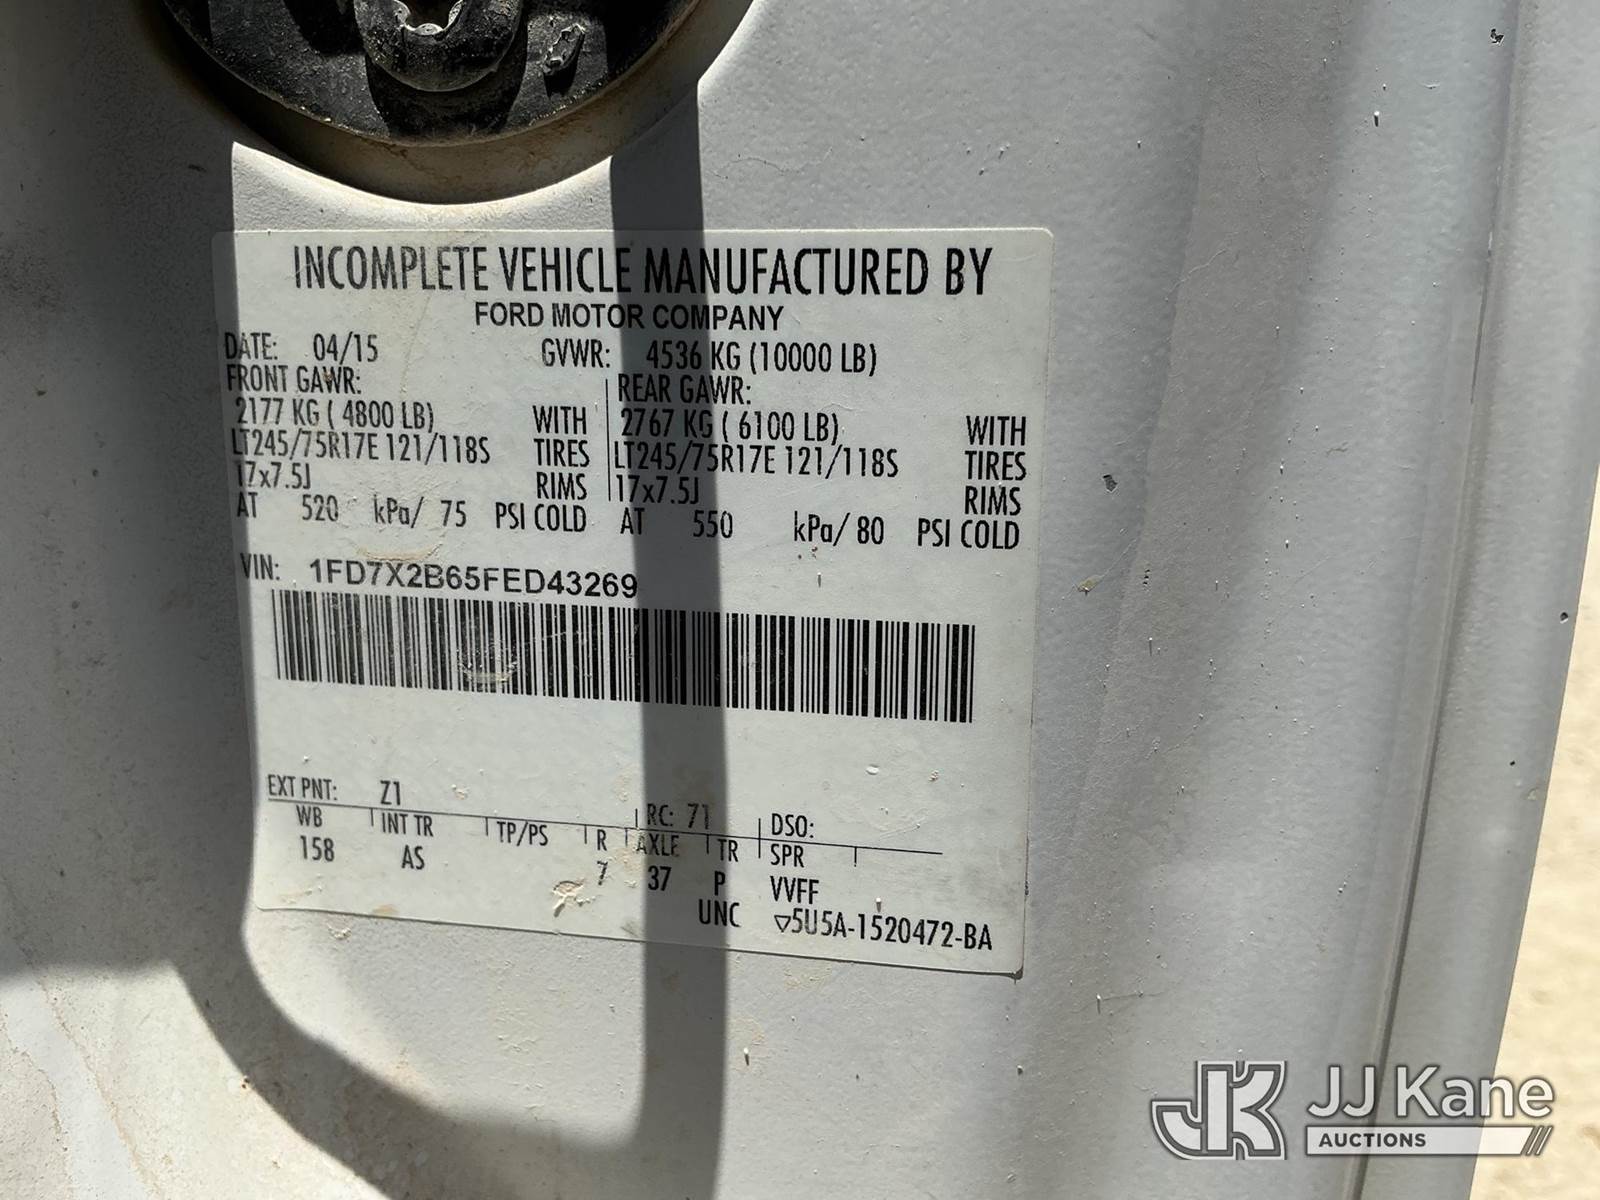 INCOMPLETE VEHICLE MANUFACTURED BY
FORD MOTOR COMPANY
DATE: 04/15 GVWR: 4536 KG (10000 LB)
FRONT GAWR: REAR GAWR:
2177 KG ( 4800 LB) WITH 2767 KG ( 6100 LB) WITH
LT245/75R17E 121/118S TIRES LT245/75R17E 121/118S TIRES
17x7.5J RIMS 17x7.5J RIMS
AT 520 kPa/ 75 PSI COLD AT 550 kPa/ 80 PSI COLD
VIN: 1FD7X2B65FED43269
EXT PNT: Z1 RC: 71 DSO:
WB INT TR TP/PS R AXLE TR SPR
158 AS 7 37 P VVFF
UNC ▽5U5A-1520472-BA
JK JJ Kane
AUCTIONS